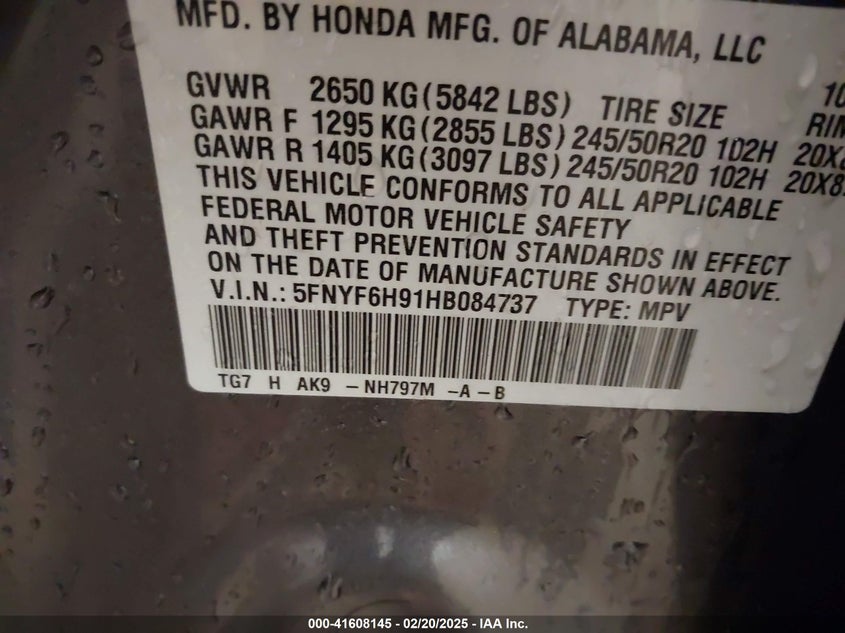 MFD. BY HONDA MFG. OF ALABAMA, LLC
GVWR 2650 KG (5842 LBS) TIRE SIZE
GAWR F 1295 KG (2855 LBS) 245/50R20 102H
GAWR R 1405 KG (3097 LBS) 245/50R20 102H
THIS VEHICLE CONFORMS TO ALL APPLICABLE
FEDERAL MOTOR VEHICLE SAFETY
AND THEFT PREVENTION STANDARDS IN EFFECT
ON THE DATE OF MANUFACTURE SHOWN ABOVE.
V.I.N.: 5FNYF6H91HB084737 TYPE: MPV
TG7 H AK9 – NH797M –A – B
000-41608145 — 02/20/2025 — IAA Inc.